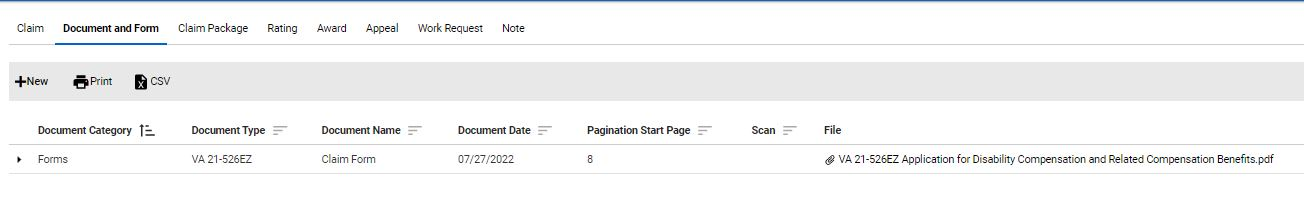 Claim Document and Form Claim Package Rating Award Appeal Work Request Note
New Print CSV
Document Category Document Type Document Name Document Date Pagination Start Page Scan File
Forms VA 21-526EZ Claim Form 07/27/2022 8 VA 21-526EZ Application for Disability Compensation and Related Compensation Benefits.pdf